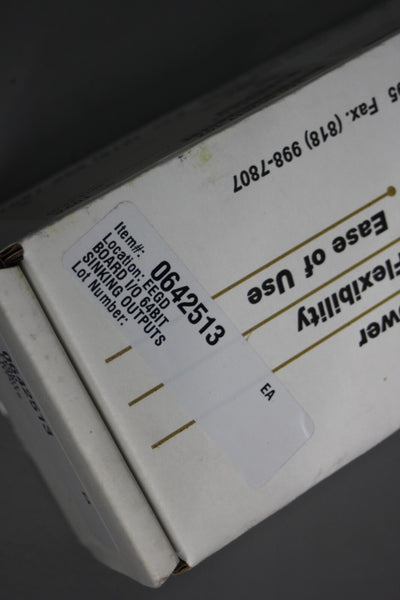 Item#: 0642513
Location: EEGD
BOARD i/o 64BIT
SINKING OUTPUTS
Lot Number:
EA
Fax. (818) 998-7807
Ease of Use
Flexibility
0642513